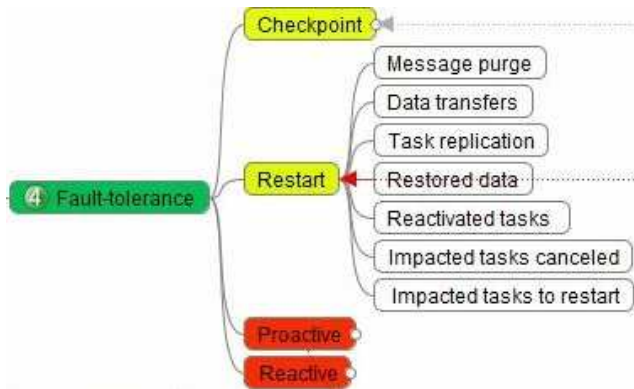 Checkpoint
Message purge
Data transfers
Task replication
Restart
Restored data
4 Fault-tolerance
Reactivated tasks
Impacted tasks canceled
Impacted tasks to restart
Proactive
Reactive